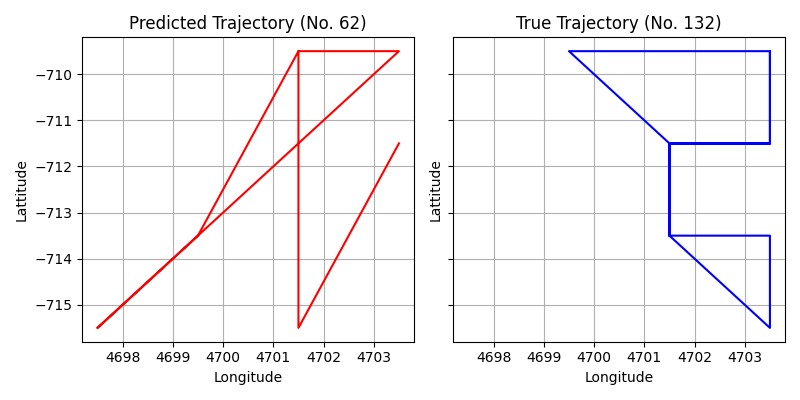 Predicted Trajectory (No. 62)
True Trajectory (No. 132)
−710
−711
−712
−713
−714
−715
Lattitude
Lattitude
4698 4699 4700 4701 4702 4703
4698 4699 4700 4701 4702 4703
Longitude
Longitude